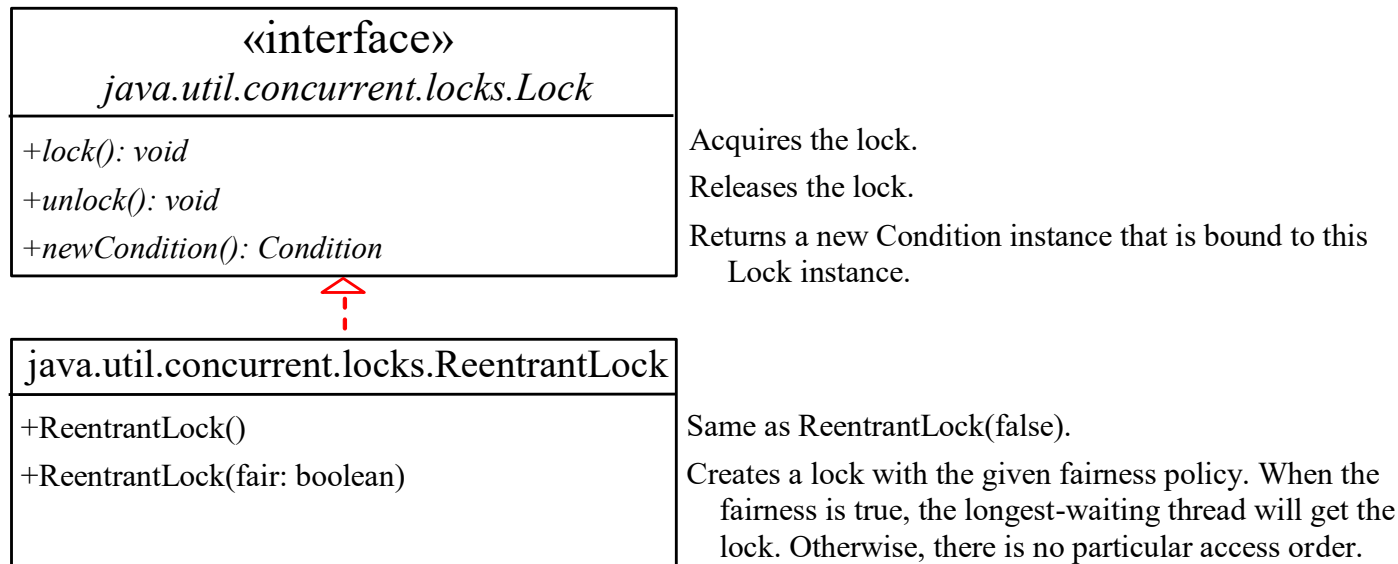 «interface»
java.util.concurrent.locks.Lock
+lock(): void
Acquires the lock.
+unlock(): void
Releases the lock.
+newCondition(): Condition
Returns a new Condition instance that is bound to this
Lock instance.
java.util.concurrent.locks.ReentrantLock
+ReentrantLock()
Same as ReentrantLock(false).
+ReentrantLock(fair: boolean)
Creates a lock with the given fairness policy. When the
fairness is true, the longest-waiting thread will get the
lock. Otherwise, there is no particular access order.